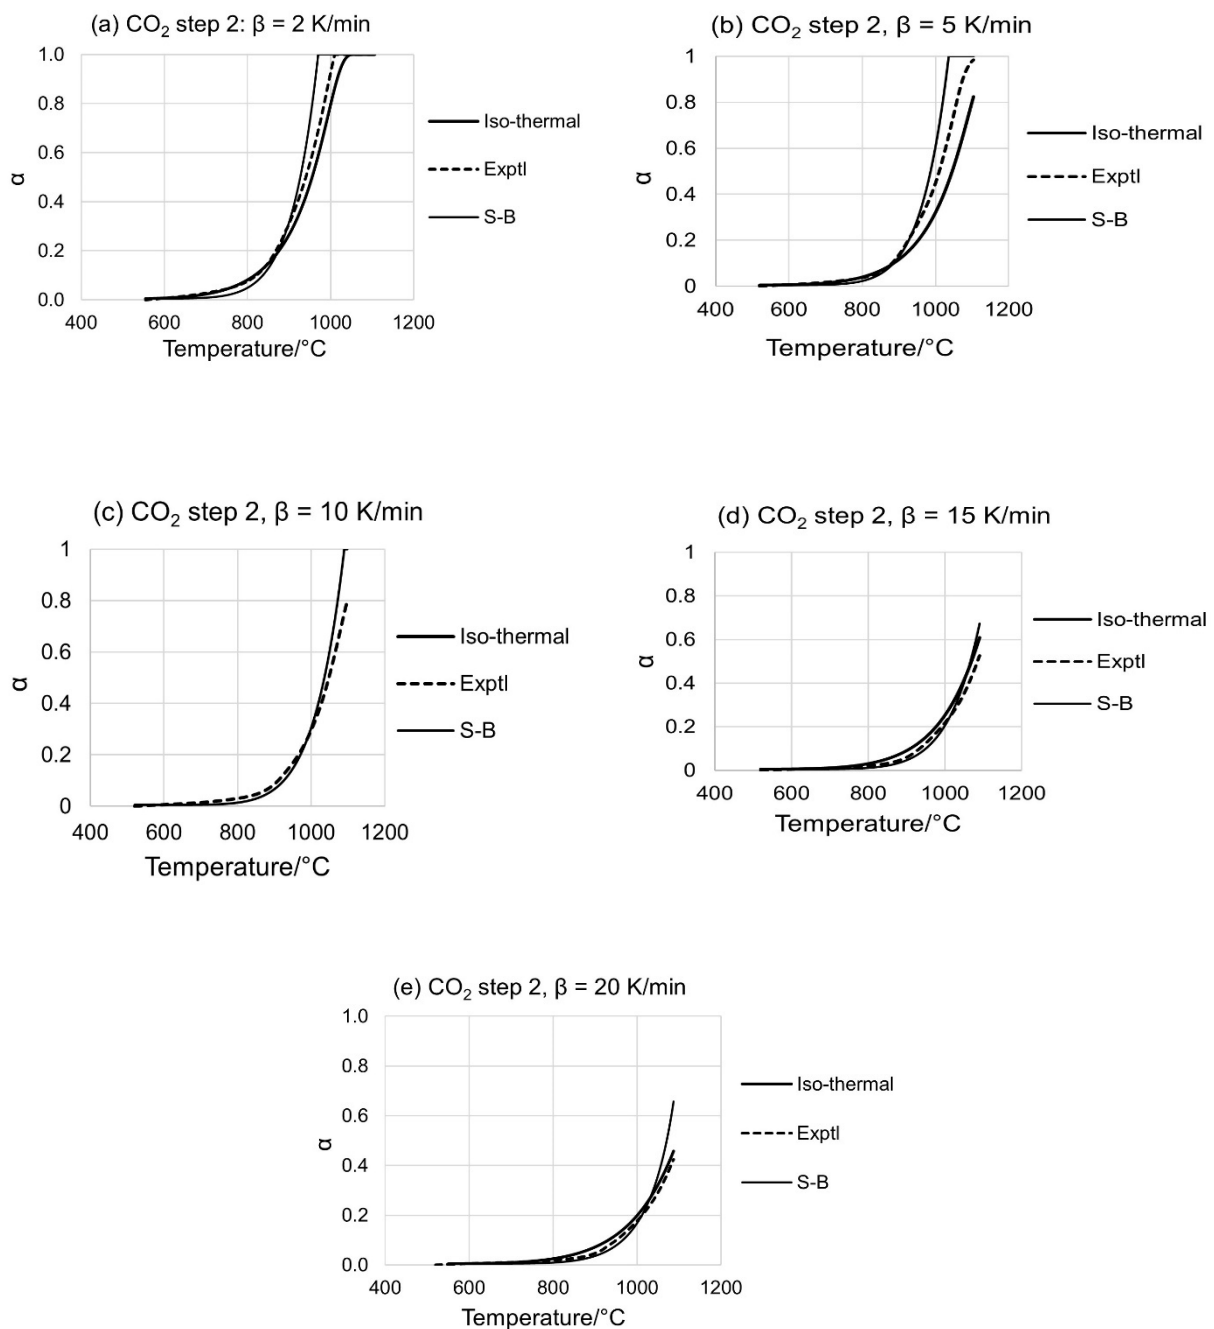 (a) CO₂ step 2: β = 2 K/min
1.0
0.8
0.6
0.4
0.2
0.0
α
400 600 800 1000 1200
Temperature/°C
Iso-thermal
Exptl
S-B
(b) CO₂ step 2, β = 5 K/min
1
0.8
0.6
0.4
0.2
0
α
400 600 800 1000 1200
Temperature/°C
Iso-thermal
Exptl
S-B
(c) CO₂ step 2, β = 10 K/min
1
0.8
0.6
0.4
0.2
0
α
400 600 800 1000 1200
Temperature/°C
Iso-thermal
Exptl
S-B
(d) CO₂ step 2, β = 15 K/min
1
0.8
0.6
0.4
0.2
0
α
400 600 800 1000 1200
Temperature/°C
Iso-thermal
Exptl
S-B
(e) CO₂ step 2, β = 20 K/min
1.0
0.8
0.6
0.4
0.2
0.0
α
400 600 800 1000 1200
Temperature/°C
Iso-thermal
Exptl
S-B